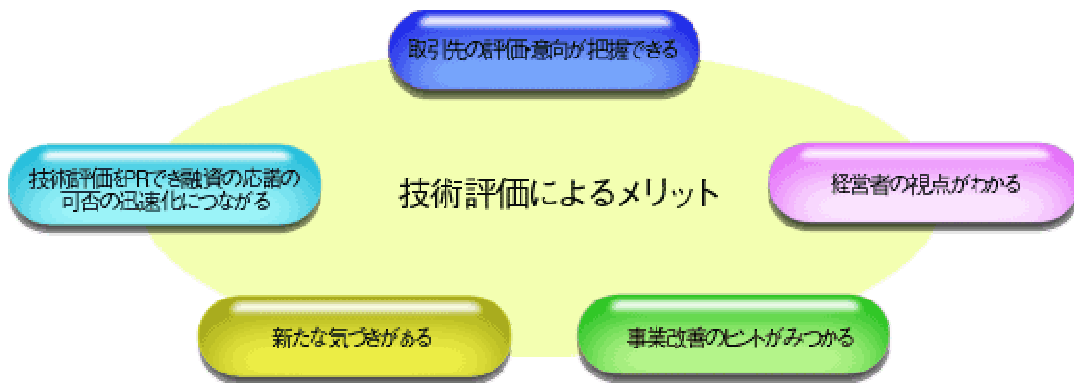 取引先の評価・意向が把握できる
技術評価をPRでき融資の応諾の
可否の迅速化につながる
技術評価によるメリット
経営者の視点がわかる
新たな気づきがある
事業改善のヒントがみつかる